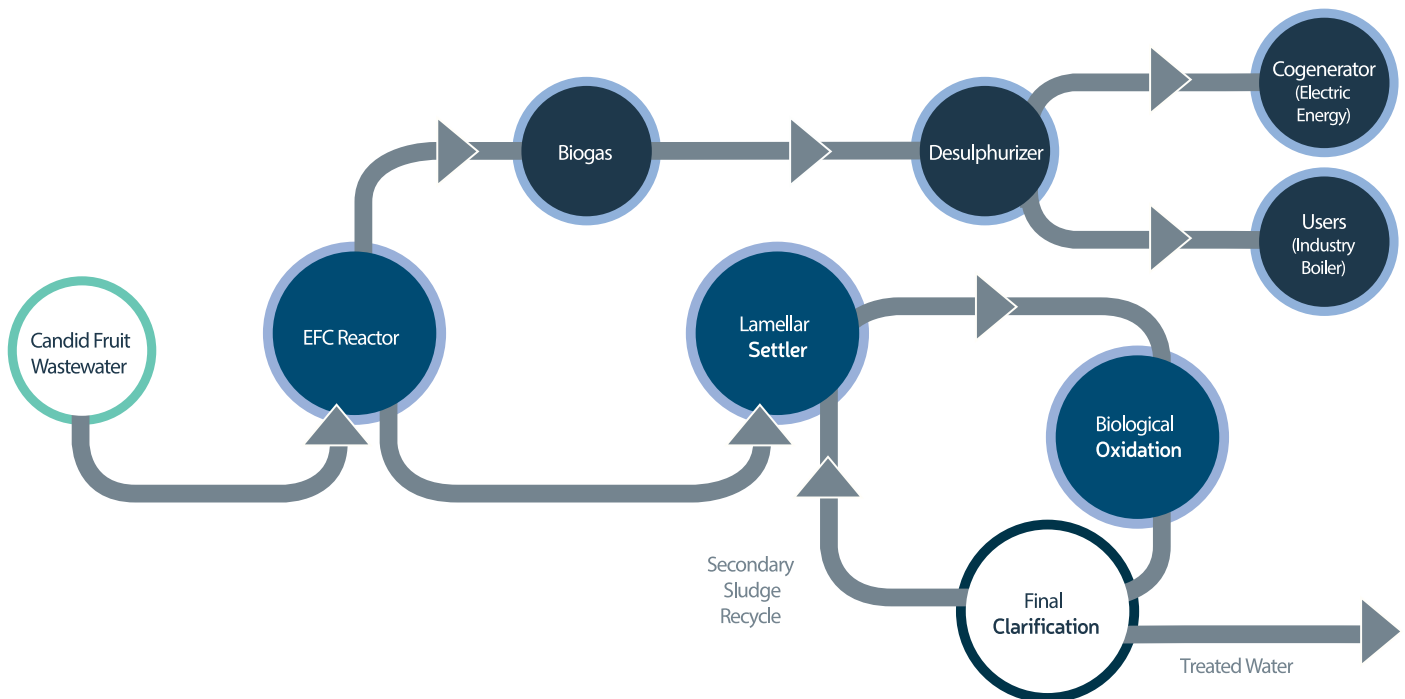 Cogenerator
(Electric
Energy)
Biogas
Desulphurizer
Users
(Industry
Boiler)
Candid Fruit
Wastewater
EFC Reactor
Lamellar
Settler
Biological
Oxidation
Secondary
Sludge
Recycle
Final
Clarification
Treated Water